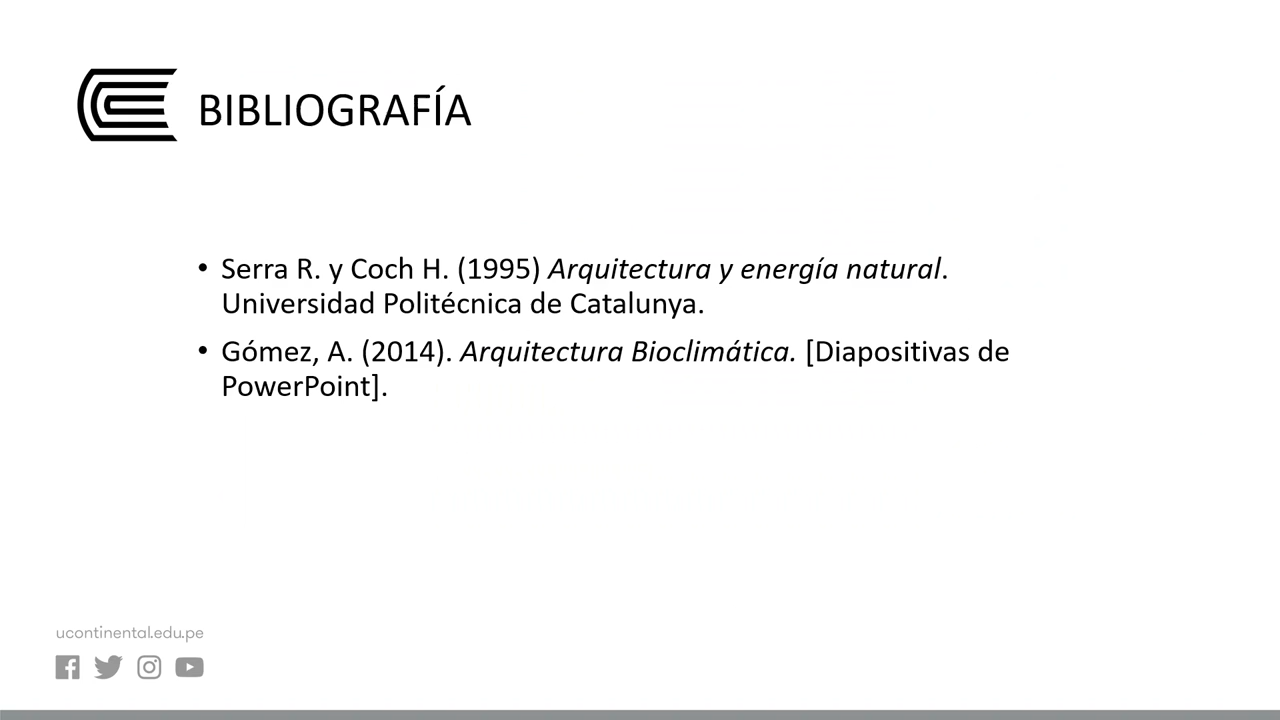 BIBLIOGRAFÍA
• Serra R. y Coch H. (1995) Arquitectura y energía natural.
Universidad Politécnica de Catalunya.
• Gómez, A. (2014). Arquitectura Bioclimática. [Diapositivas de
PowerPoint].
ucontinental.edu.pe